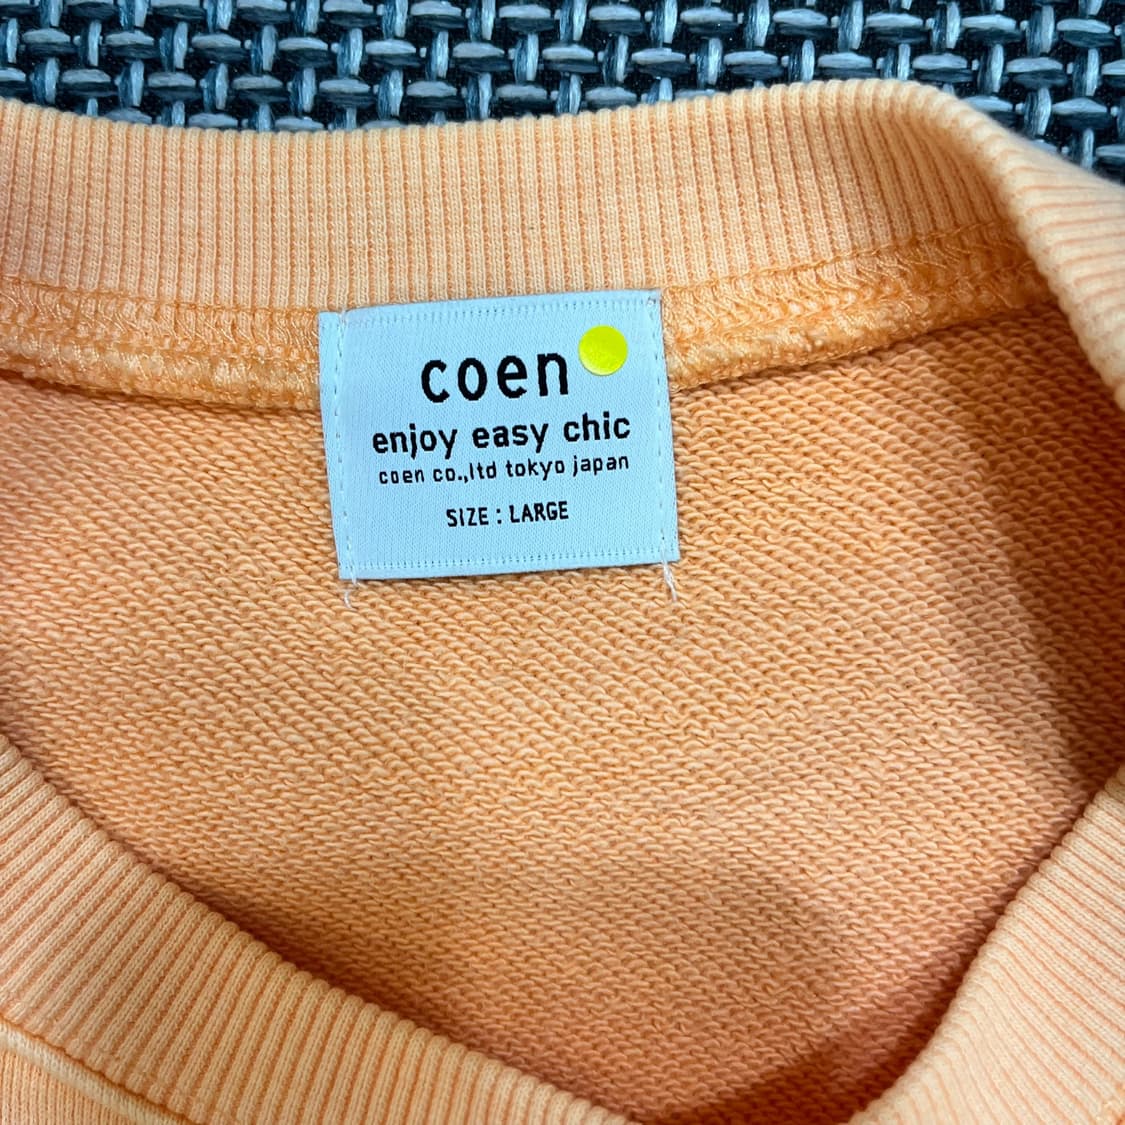 coen
enjoy easy chic
coen co.,ltd tokyo japan
SIZE : LARGE